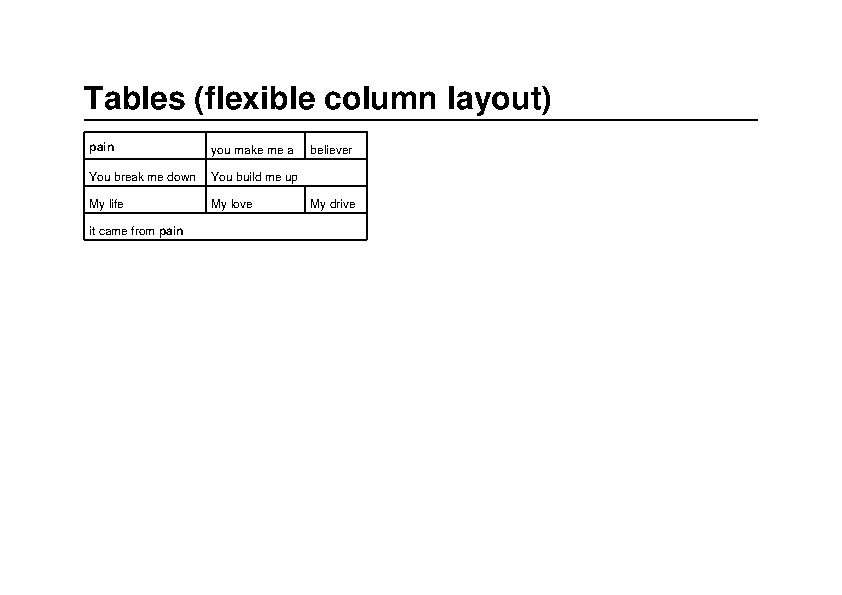 Tables (flexible column layout)
pain you make me a believer
You break me down You build me up
My life My love My drive
it came from pain